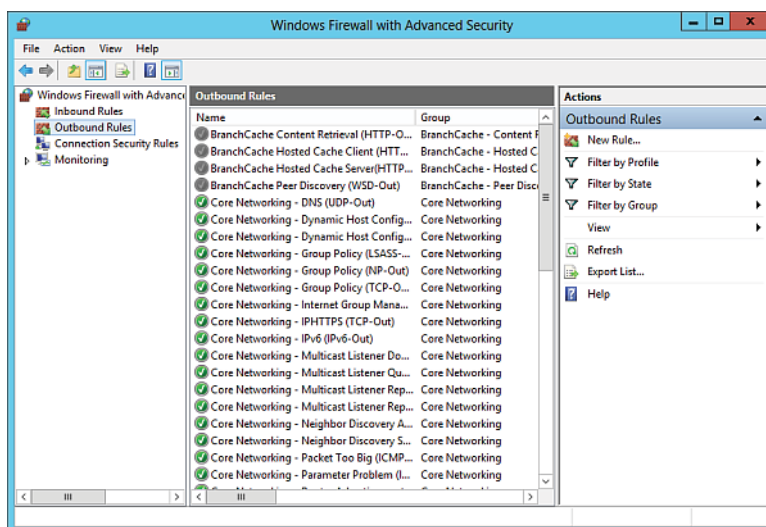 Windows Firewall with Advanced Security
File Action View Help
Windows Firewall with Advance
Inbound Rules
Outbound Rules
Connection Security Rules
Monitoring
Outbound Rules
Name Group
BranchCache Content Retrieval (HTTP-O... BranchCache - Content R
BranchCache Hosted Cache Client (HTT... BranchCache - Hosted C
BranchCache Hosted Cache Server(HTTP... BranchCache - Hosted C
BranchCache Peer Discovery (WSD-Out) BranchCache - Peer Disco
Core Networking - DNS (UDP-Out) Core Networking
Core Networking - Dynamic Host Config... Core Networking
Core Networking - Dynamic Host Config... Core Networking
Core Networking - Group Policy (LSASS-... Core Networking
Core Networking - Group Policy (NP-Out) Core Networking
Core Networking - Group Policy (TCP-O... Core Networking
Core Networking - Internet Group Mana... Core Networking
Core Networking - IPHTTPS (TCP-Out) Core Networking
Core Networking - IPv6 (IPv6-Out) Core Networking
Core Networking - Multicast Listener Do... Core Networking
Core Networking - Multicast Listener Qu... Core Networking
Core Networking - Multicast Listener Rep... Core Networking
Core Networking - Multicast Listener Rep... Core Networking
Core Networking - Neighbor Discovery A... Core Networking
Core Networking - Neighbor Discovery S... Core Networking
Core Networking - Packet Too Big (ICMP... Core Networking
Core Networking - Parameter Problem (I... Core Networking
Actions
Outbound Rules
New Rule...
Filter by Profile
Filter by State
Filter by Group
View
Refresh
Export List...
Help